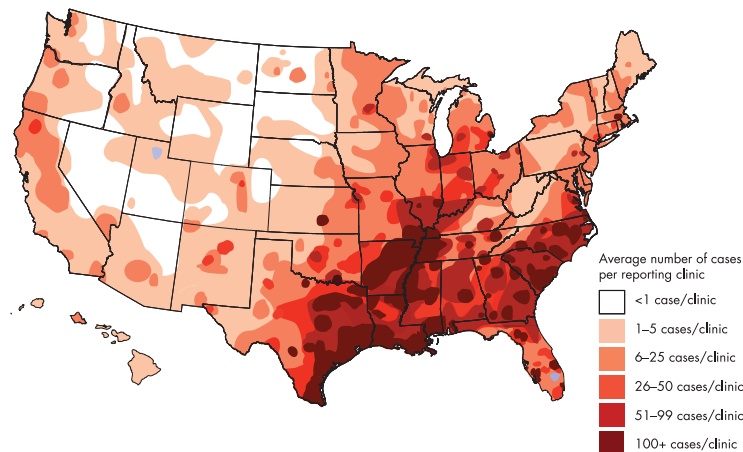 Average number of cases
per reporting clinic
<1 case/clinic
1–5 cases/clinic
6–25 cases/clinic
26–50 cases/clinic
51–99 cases/clinic
100+ cases/clinic